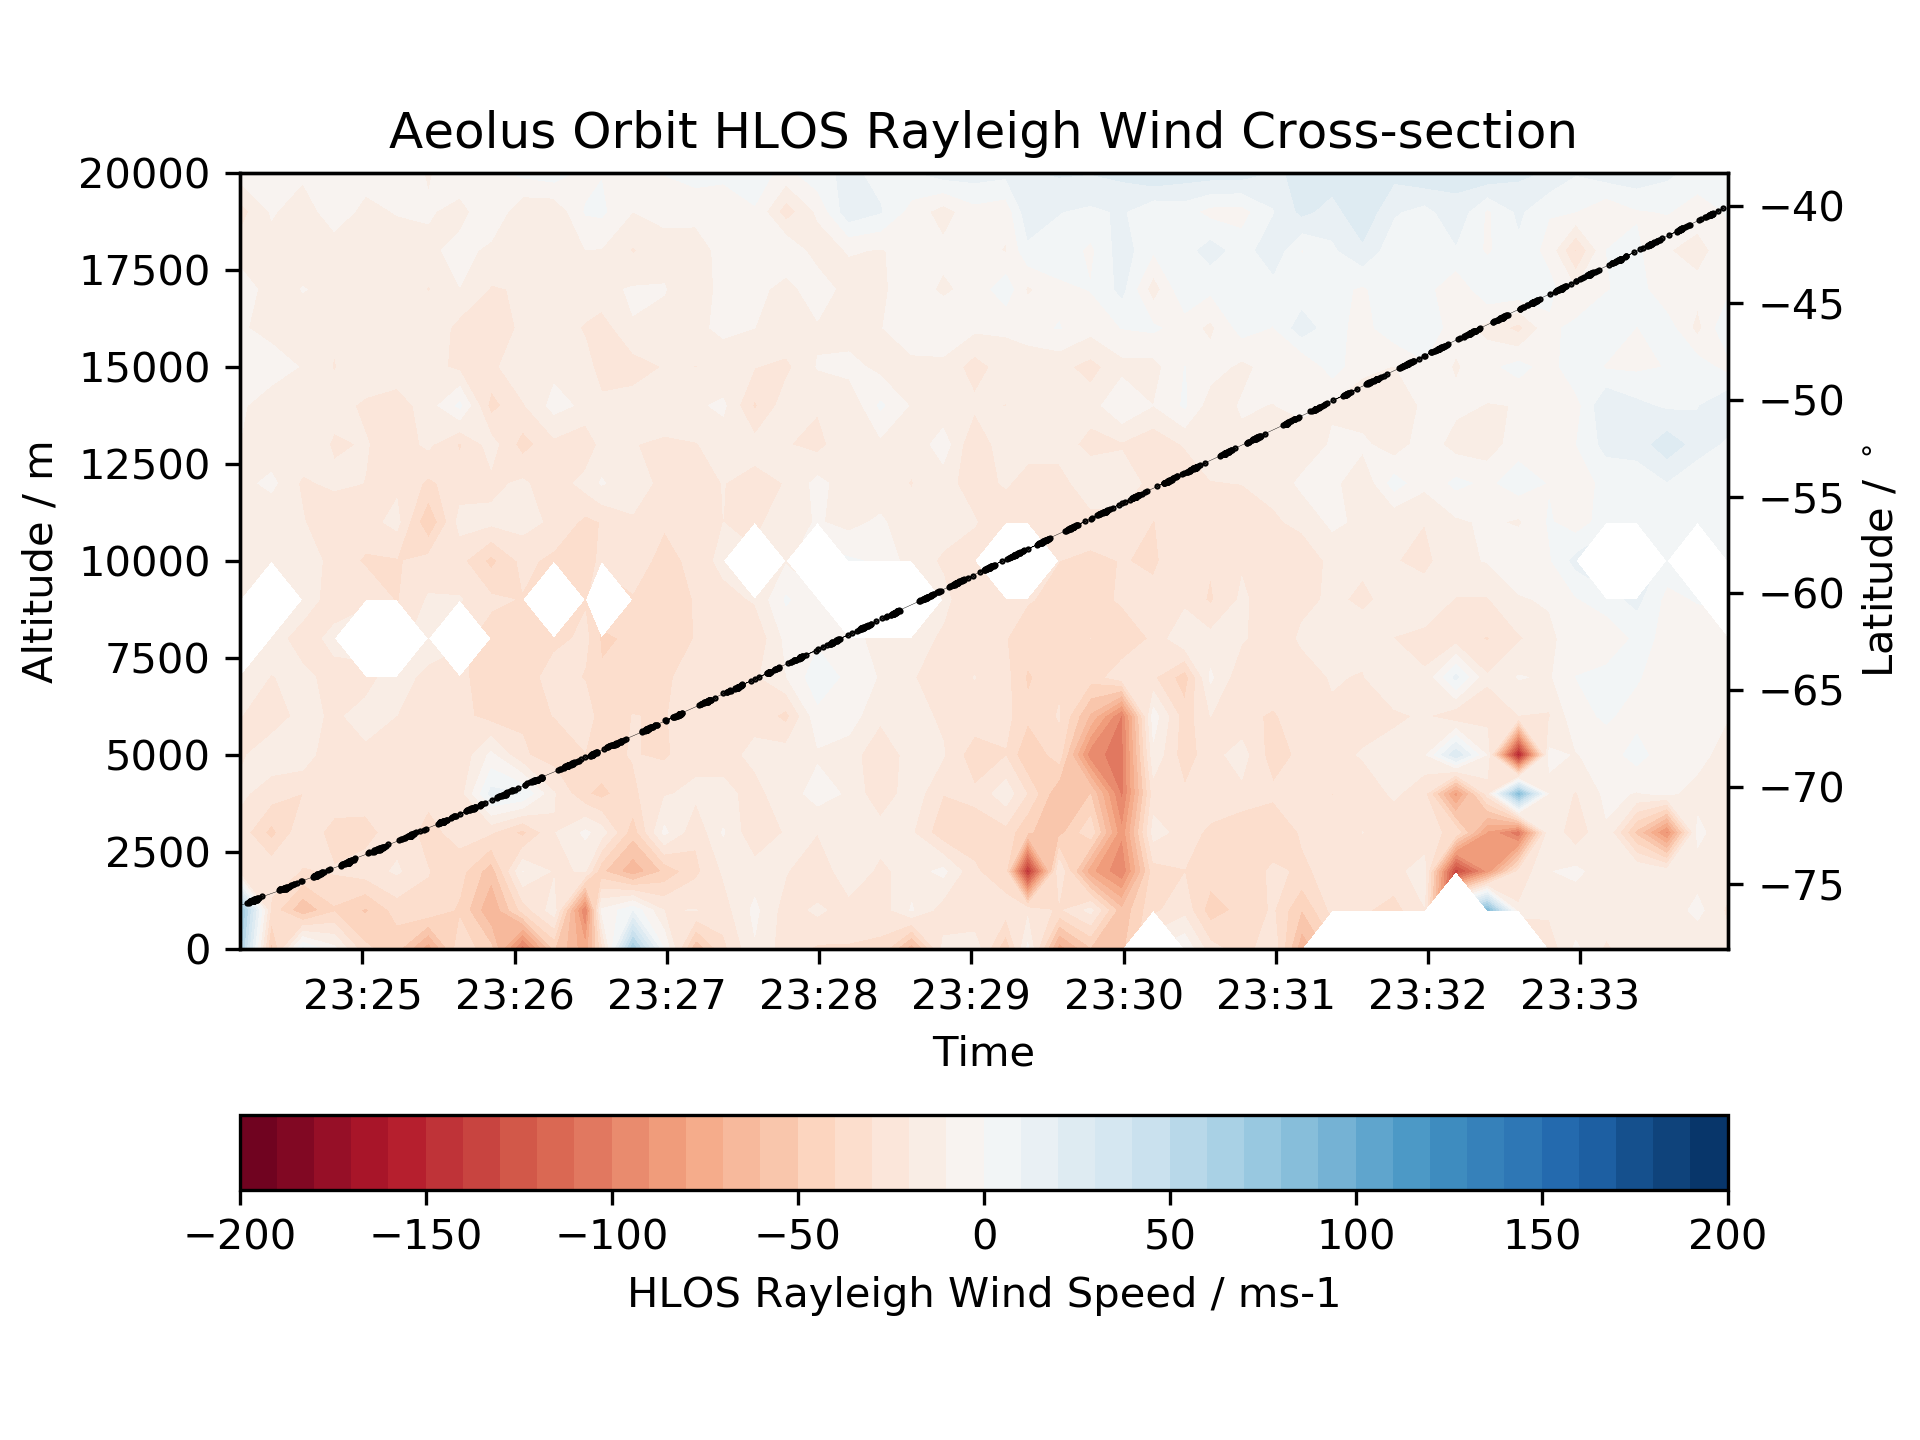 Aeolus Orbit HLOS Rayleigh Wind Cross-section
20000
17500
15000
12500
10000
7500
5000
2500
0
Altitude / m
−40
−45
−50
−55
−60
−65
−70
−75
Latitude / °
23:25 23:26 23:27 23:28 23:29 23:30 23:31 23:32 23:33
Time
−200 −150 −100 −50 0 50 100 150 200
HLOS Rayleigh Wind Speed / ms-1